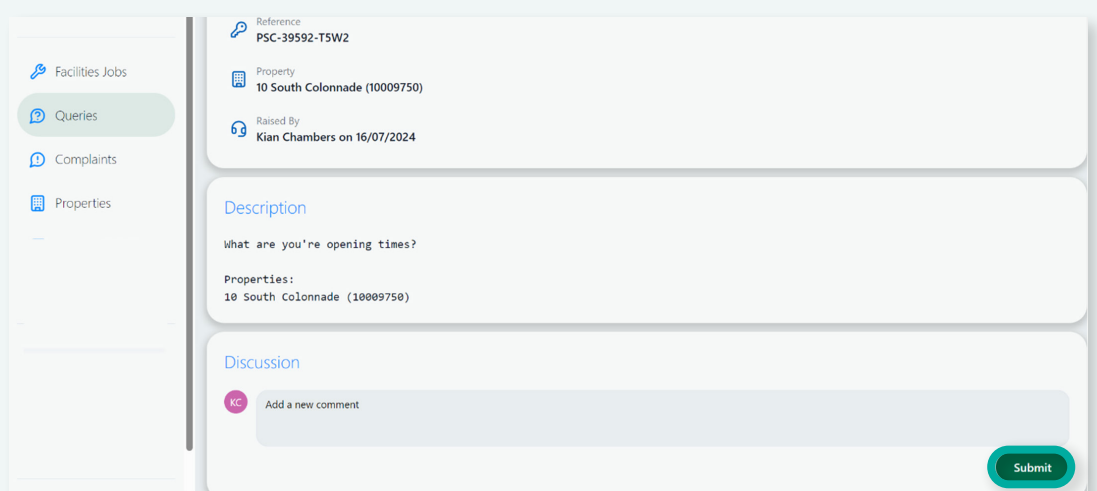 Facilities Jobs
Queries
Complaints
Properties
Reference
PSC-39592-T5W2
Property
10 South Colonnade (10009750)
Raised By
Kian Chambers on 16/07/2024
Description
What are you're opening times?
Properties:
10 South Colonnade (10009750)
Discussion
KC
Add a new comment
Submit